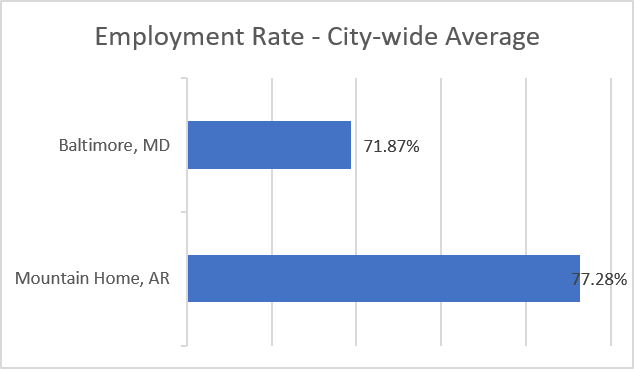 Employment Rate - City-wide Average
Baltimore, MD
71.87%
Mountain Home, AR
77.28%